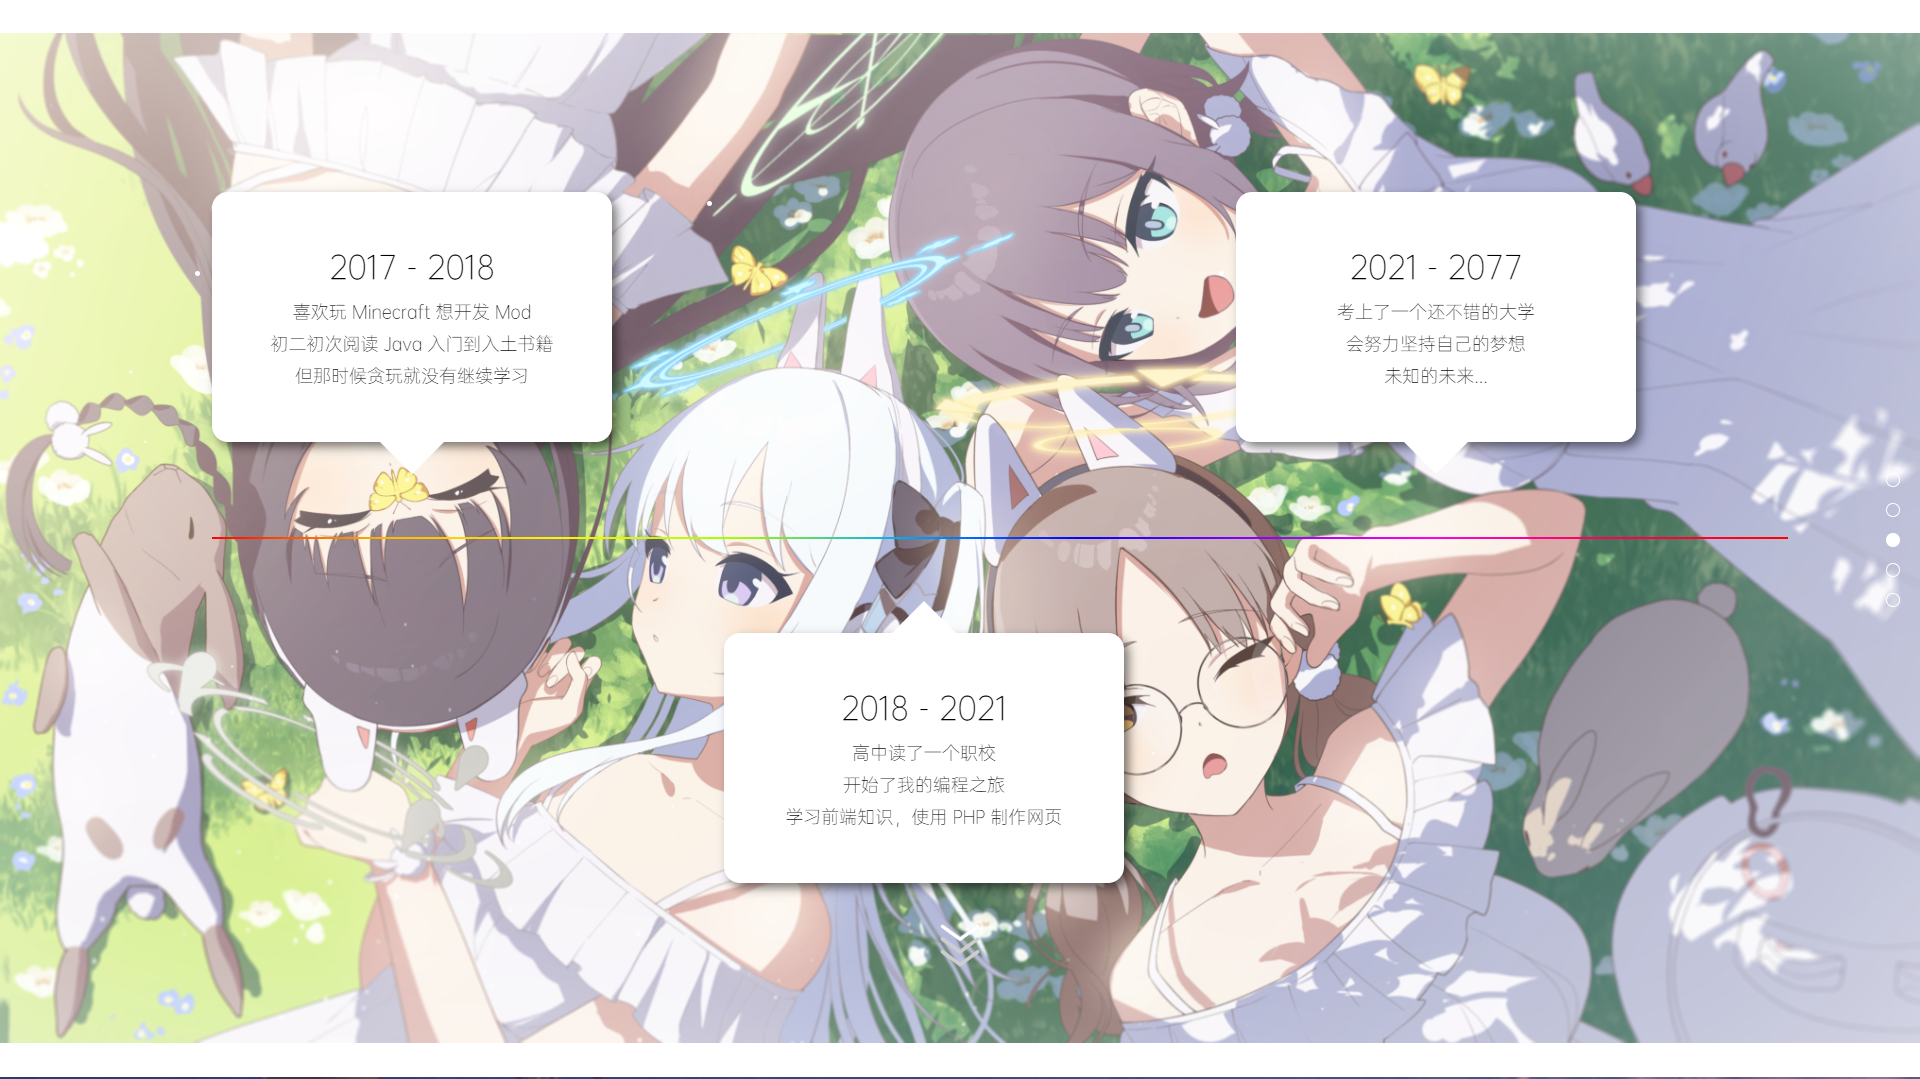 2017 - 2018
喜欢玩 Minecraft 想开发 Mod
初二初次阅读 Java 入门到入土书籍
但那时候贪玩就没有继续学习
2018 - 2021
高中读了一个职校
开始了我的编程之旅
学习前端知识，使用 PHP 制作网页
2021 - 2077
考上了一个还不错的大学
会努力坚持自己的梦想
未知的未来...